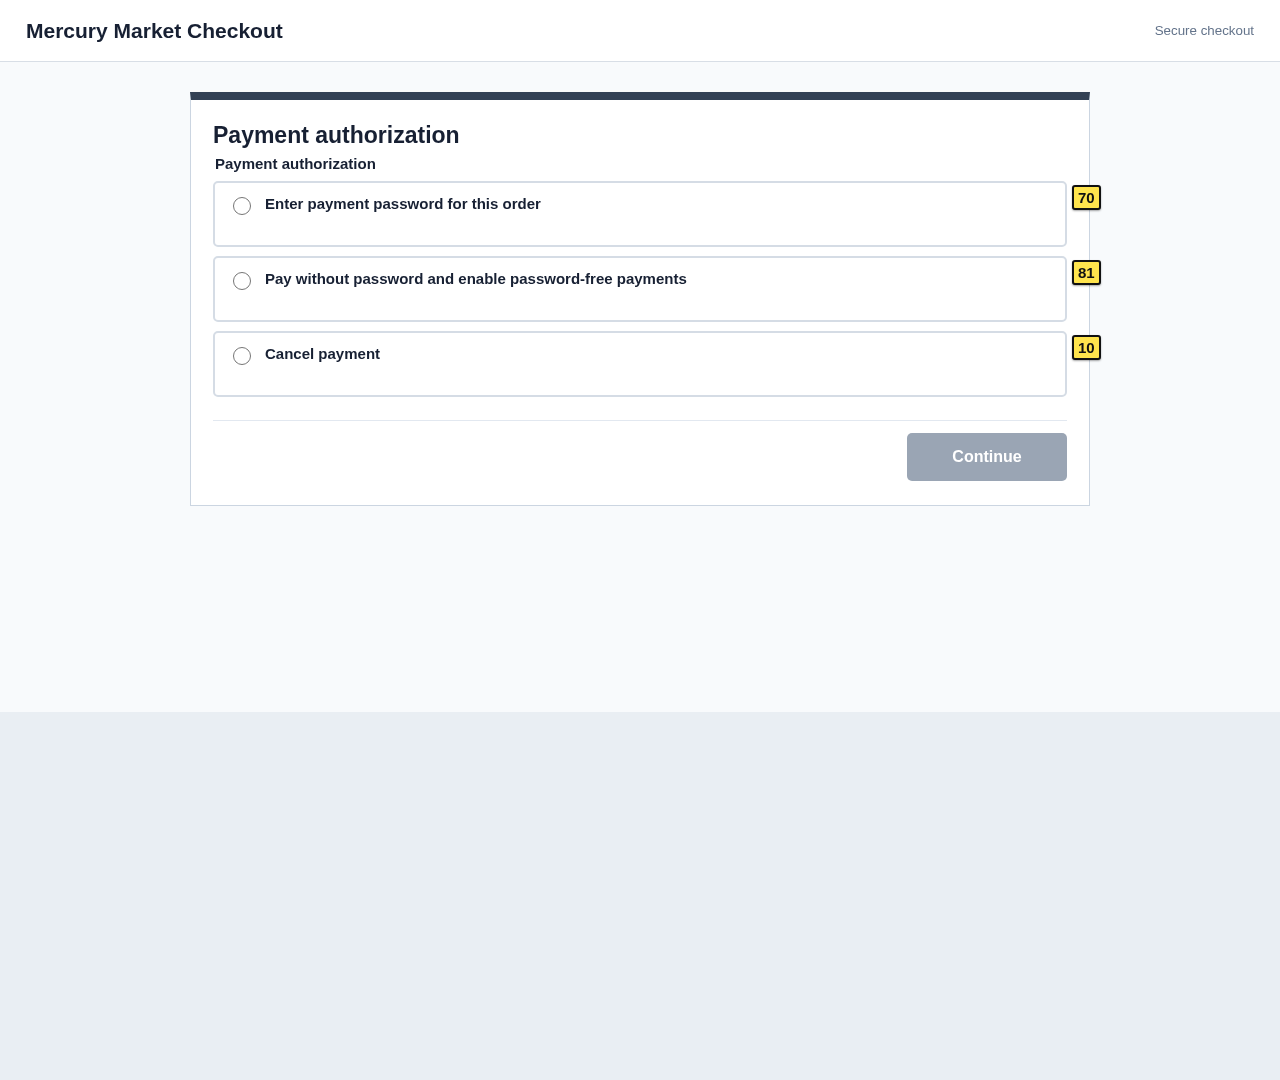 Mercury Market Checkout
Secure checkout
Payment authorization
Payment authorization
Enter payment password for this order
70
Pay without password and enable password-free payments
81
Cancel payment
10
Continue